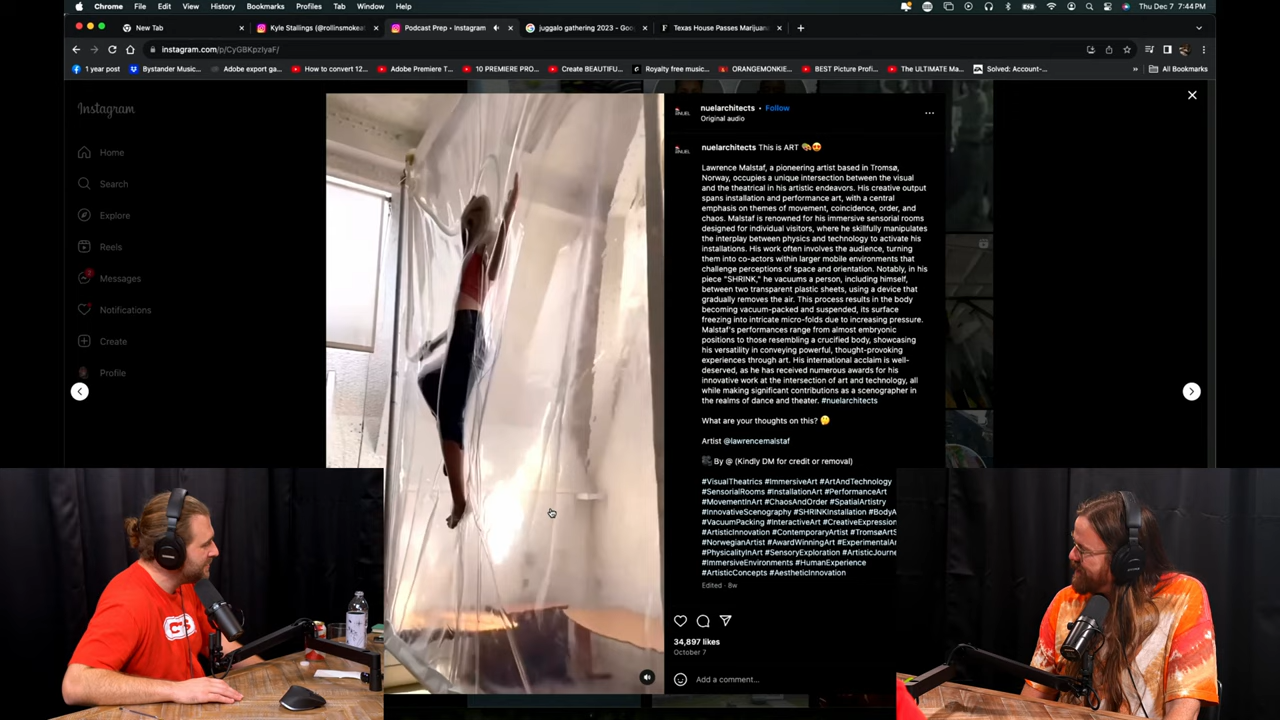 Chrome File Edit View History Bookmarks Profiles Tab Window Help Thu Dec 7 7:44 PM
New Tab Kyle Stallings (@rollinsmokea Podcast Prep • Instagram juggalo gathering 2023 - Goo Texas House Passes Marijuana
instagram.com/p/CyGBKpzIyaF/
1 year post Bystander Music... Adobe export ga... How to convert 12... Adobe Premiere T... 10 PREMIERE PRO... Create BEAUTIFU... Royalty free music... ORANGEMONKIE... BEST Picture Profi... The ULTIMATE Ma... Solved: Account-... » All Bookmarks
Instagram
Home
Search
Explore
Reels
Messages
Notifications
Create
Profile
nuelarchitects • Follow
Original audio
nuelarchitects This is ART 🎨😍
Lawrence Malstaf, a pioneering artist based in Tromsø,
Norway, occupies a unique intersection between the visual
and the theatrical in his artistic endeavors. His creative output
spans installation and performance art, with a central
emphasis on themes of movement, coincidence, order, and
chaos. Malstaf is renowned for his immersive sensorial rooms
designed for individual visitors, where he skillfully manipulates
the interplay between physics and technology to activate his
installations. His work often involves the audience, turning
them into co-actors within larger mobile environments that
challenge perceptions of space and orientation. Notably, in his
piece "SHRINK," he vacuums a person, including himself,
between two transparent plastic sheets, using a device that
gradually removes the air. This process results in the body
becoming vacuum-packed and suspended, its surface
freezing into intricate micro-folds due to increasing pressure.
Malstaf's performances range from almost embryonic
positions to those resembling a crucified body, showcasing
his versatility in conveying powerful, thought-provoking
experiences through art. His international acclaim is well-
deserved, as he has received numerous awards for his
innovative work at the intersection of art and technology, all
while making significant contributions as a scenographer in
the realms of dance and theater. #nuelarchitects
What are your thoughts on this? 🤔
Artist @lawrencemalstaf
By @ (Kindly DM for credit or removal)
#VisualTheatrics #ImmersiveArt #ArtAndTechnology
#SensorialRooms #InstallationArt #PerformanceArt
#MovementInArt #ChaosAndOrder #SpatialArtistry
#InnovativeScenography #SHRINKInstallation #BodyA
#VacuumPacking #InteractiveArt #CreativeExpression
#ArtisticInnovation #ContemporaryArtist #TromsøArtS
#NorwegianArtist #AwardWinningArt #ExperimentalAr
#PhysicalityInArt #SensoryExploration #ArtisticJourne
#ImmersiveEnvironments #HumanExperience
#ArtisticConcepts #AestheticInnovation
Edited · 8w
34,897 likes
October 7
Add a comment...